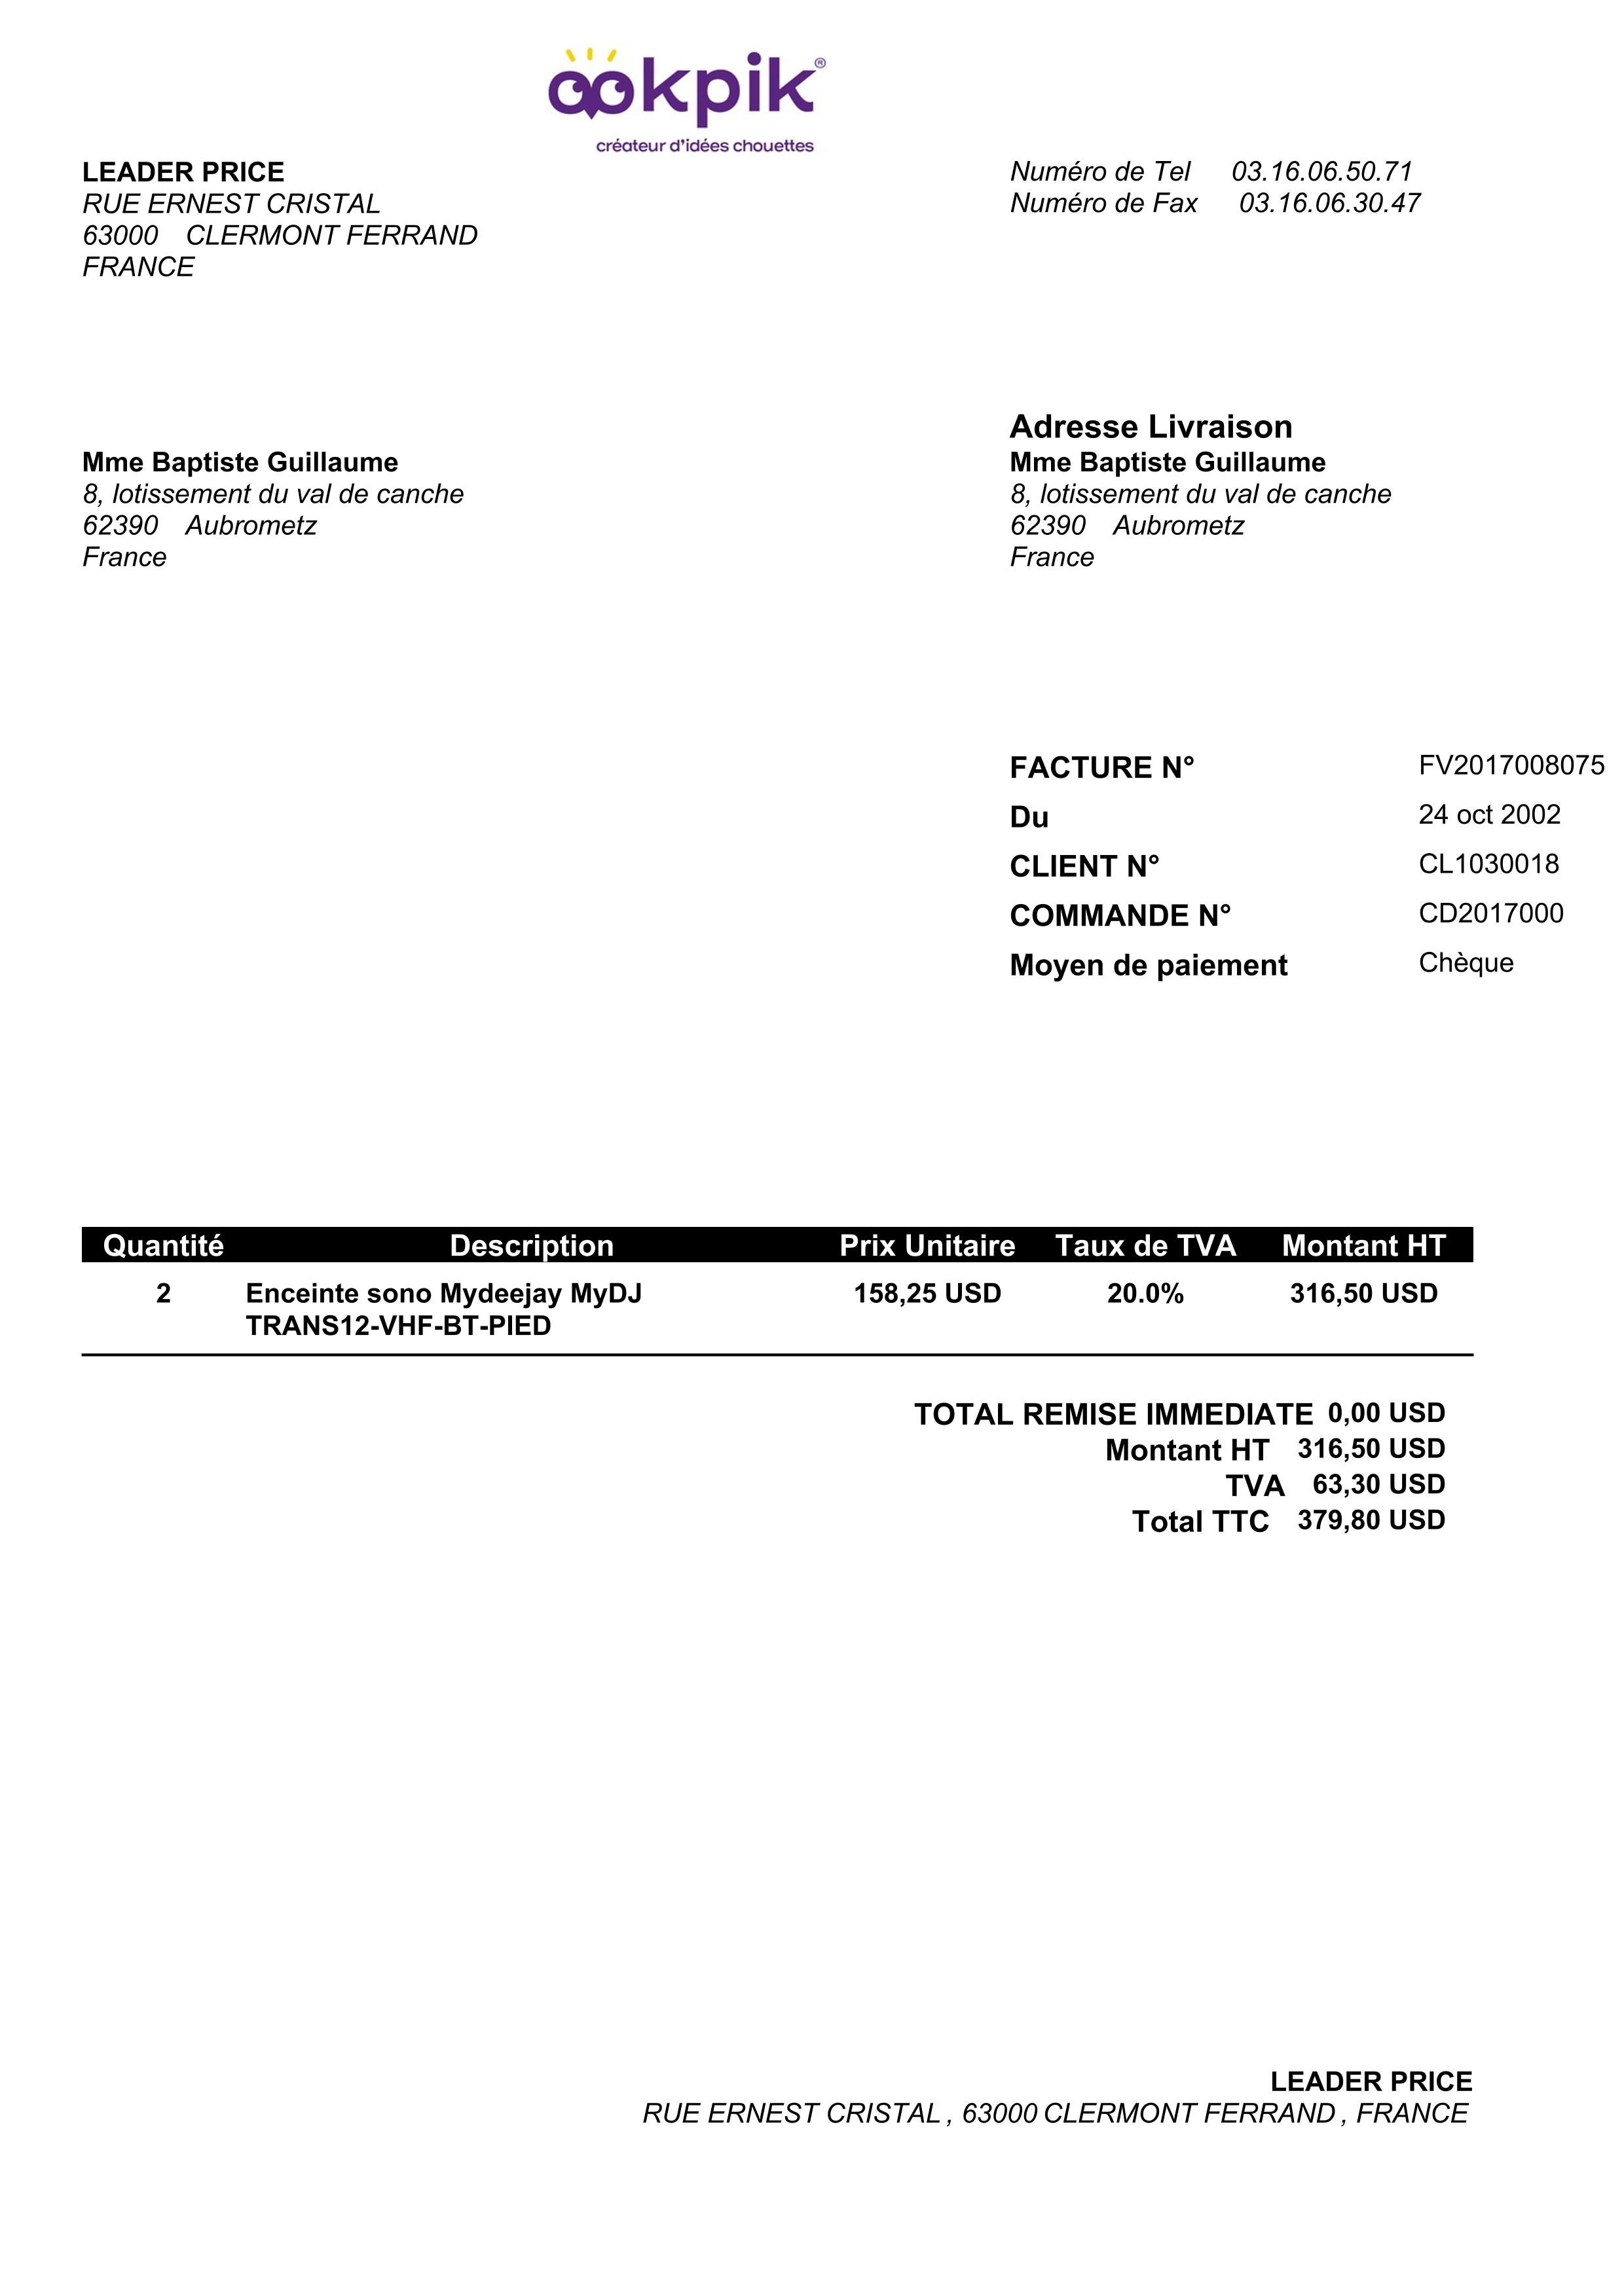 ookpik®
créateur d'idées chouettes
LEADER PRICE
RUE ERNEST CRISTAL
63000 CLERMONT FERRAND
FRANCE
Numéro de Tel 03.16.06.50.71
Numéro de Fax 03.16.06.30.47
Mme Baptiste Guillaume
8, lotissement du val de canche
62390 Aubrometz
France
Adresse Livraison
Mme Baptiste Guillaume
8, lotissement du val de canche
62390 Aubrometz
France
FACTURE N° FV2017008075
Du 24 oct 2002
CLIENT N° CL1030018
COMMANDE N° CD2017000
Moyen de paiement Chèque
Quantité Description Prix Unitaire Taux de TVA Montant HT
2 Enceinte sono Mydeejay MyDJ 158,25 USD 20.0% 316,50 USD
TRANS12-VHF-BT-PIED
TOTAL REMISE IMMEDIATE 0,00 USD
Montant HT 316,50 USD
TVA 63,30 USD
Total TTC 379,80 USD
LEADER PRICE
RUE ERNEST CRISTAL , 63000 CLERMONT FERRAND , FRANCE